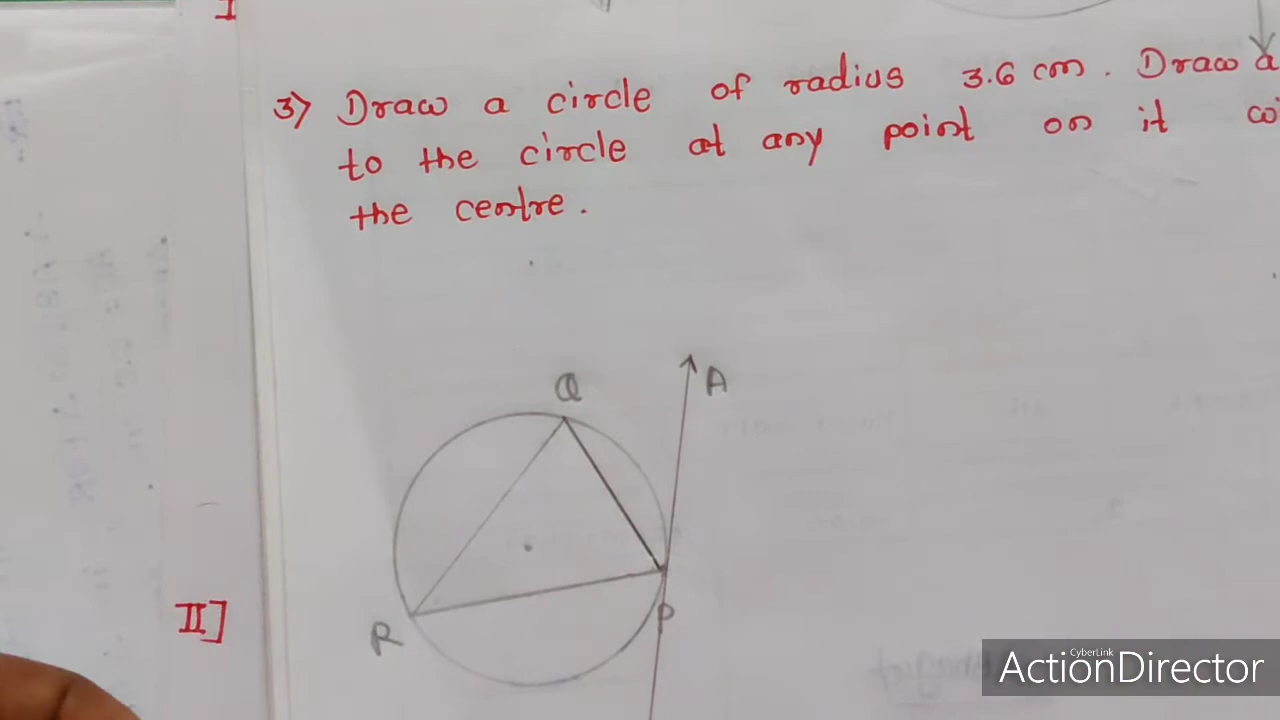 I
3) Draw a circle of radius 3.6 cm. Draw a
to the circle at any point on it
the centre.
Q
A
II]
R
P
CyberLink
ActionDirector